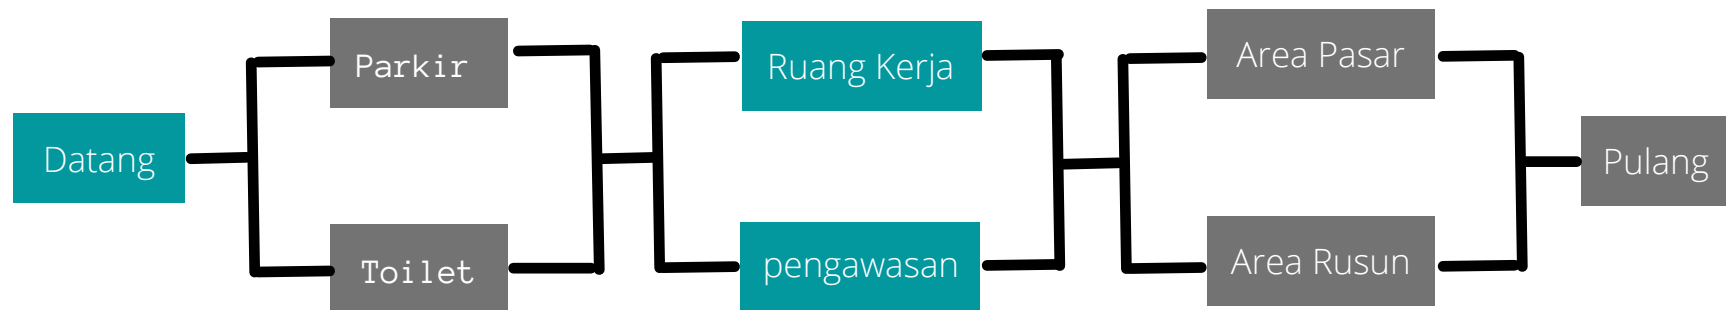 Datang
Parkir
Toilet
Ruang Kerja
pengawasan
Area Pasar
Area Rusun
Pulang